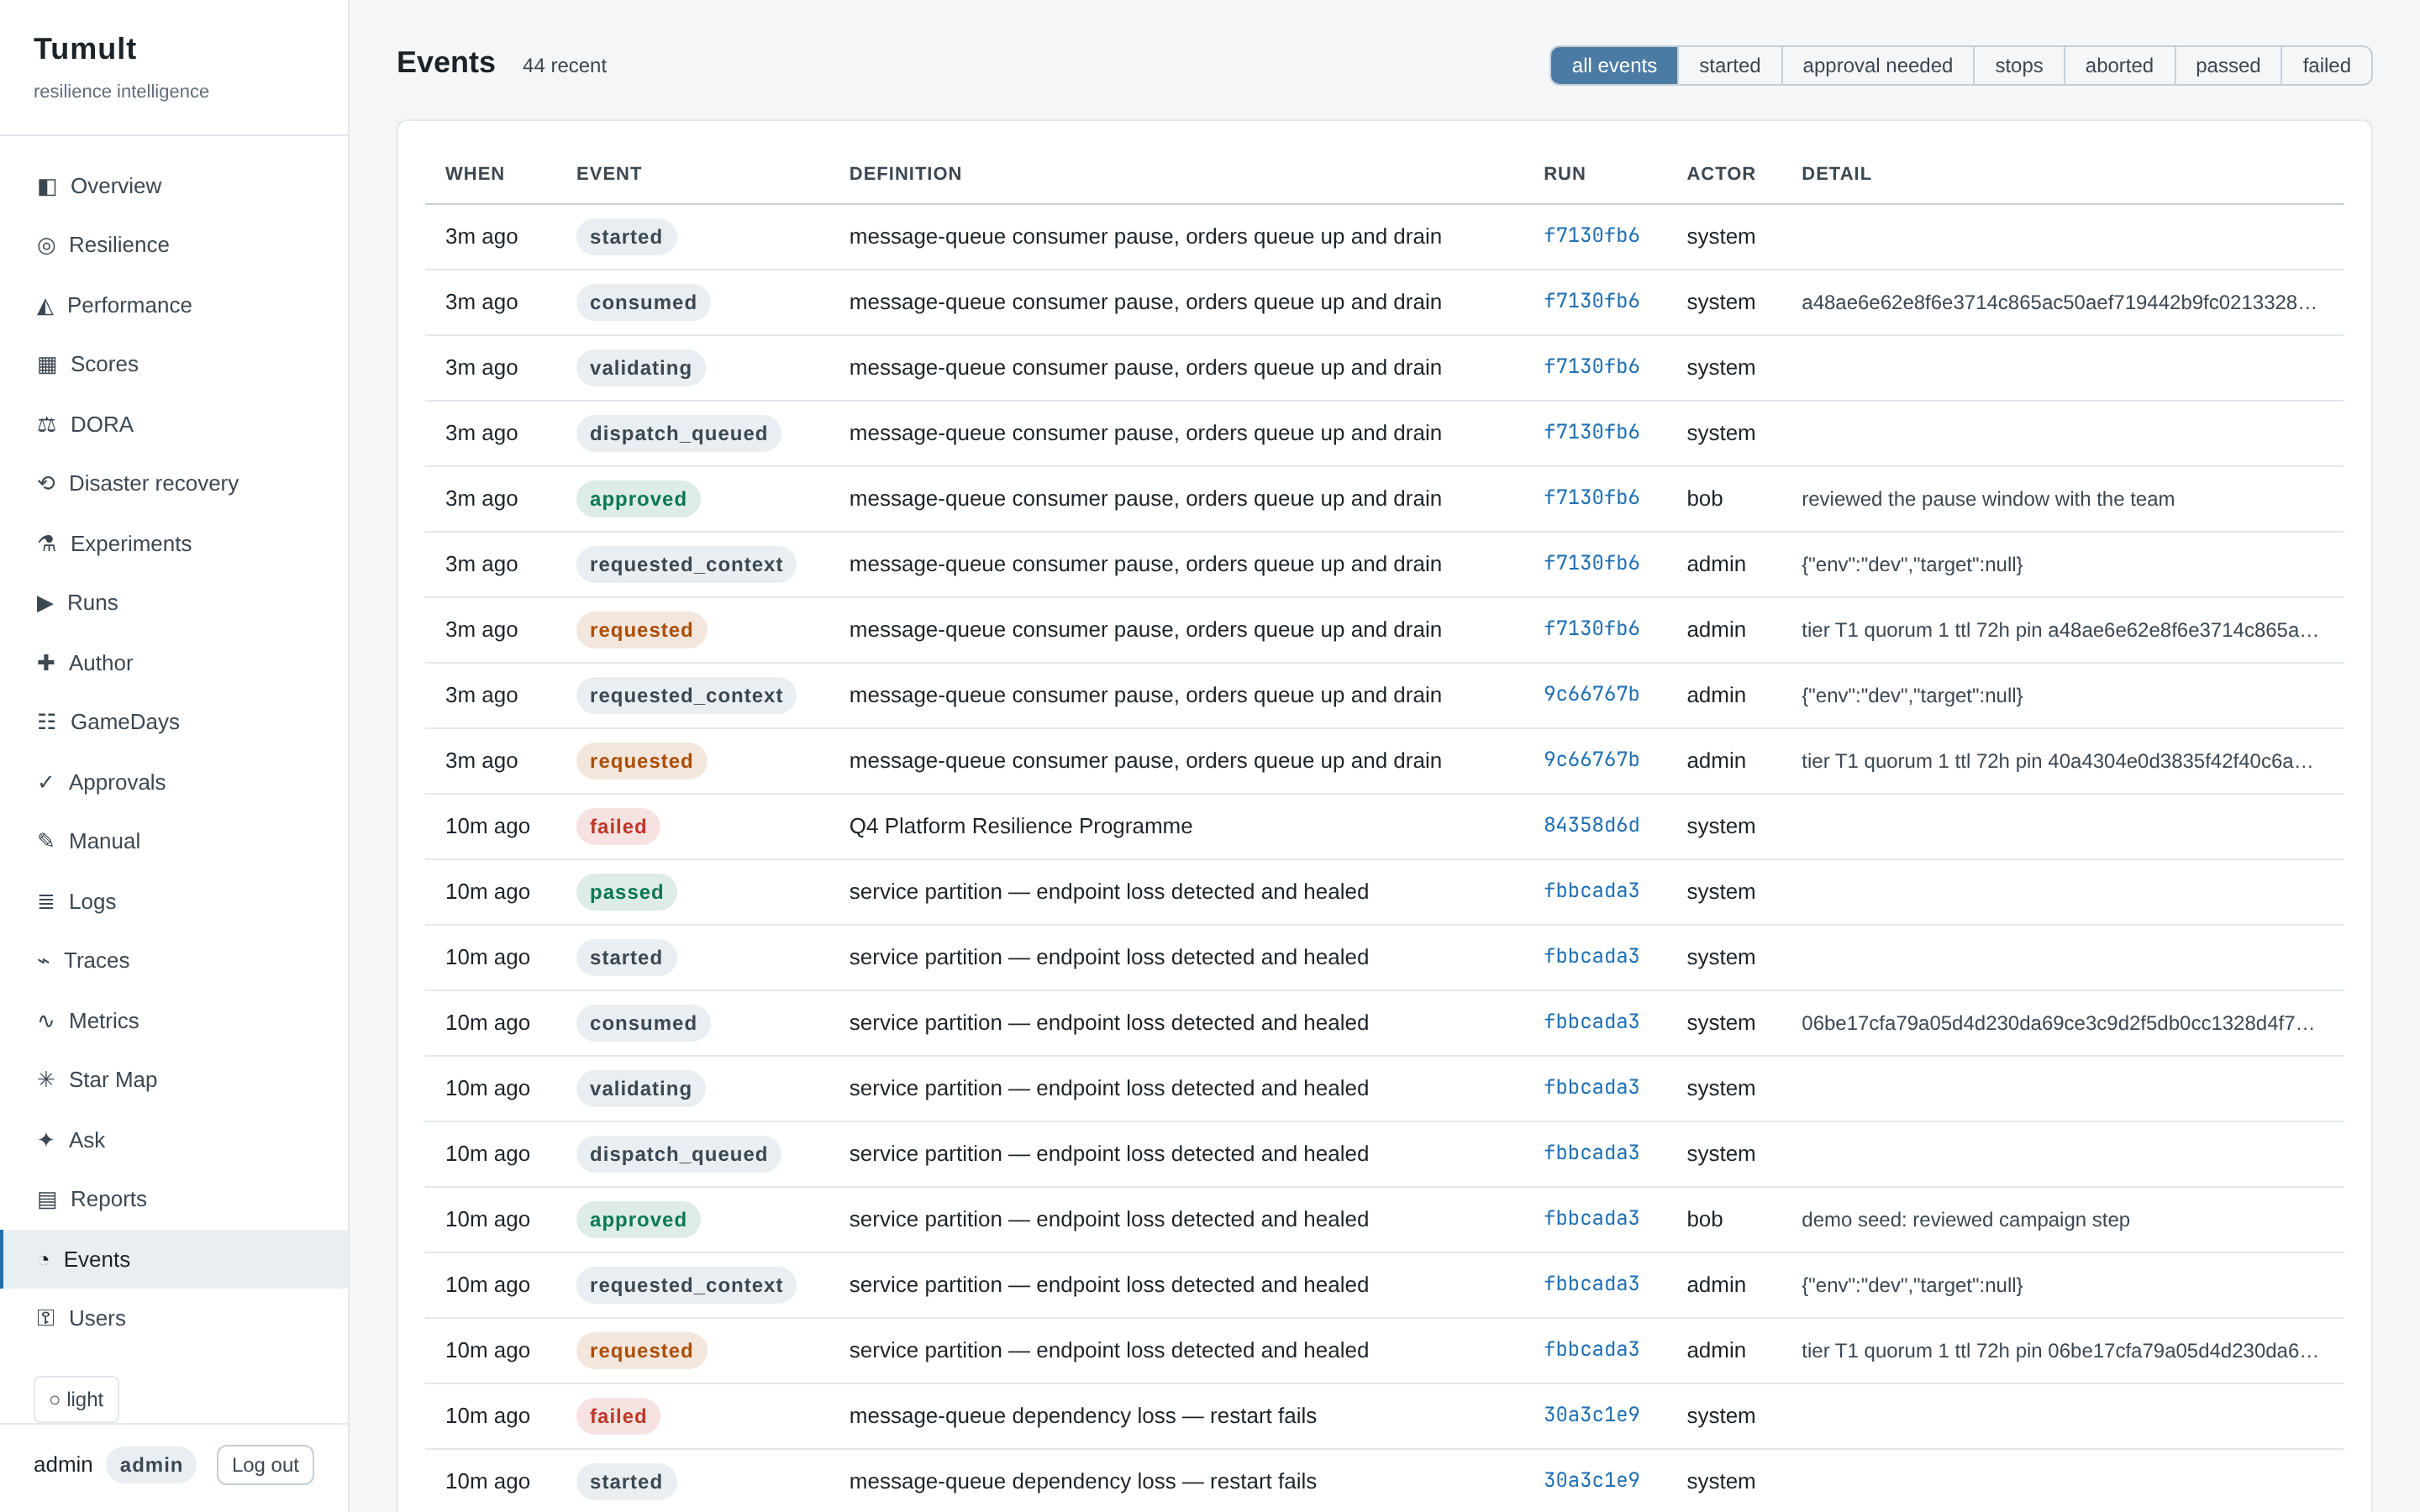 Tumult
resilience intelligence
Overview
Resilience
Performance
Scores
DORA
Disaster recovery
Experiments
Runs
Author
GameDays
Approvals
Manual
Logs
Traces
Metrics
Star Map
Ask
Reports
Events
Users
light
admin admin Log out
Events 44 recent
all events started approval needed stops aborted passed failed
WHEN EVENT DEFINITION RUN ACTOR DETAIL
3m ago started message-queue consumer pause, orders queue up and drain f7130fb6 system
3m ago consumed message-queue consumer pause, orders queue up and drain f7130fb6 system a48ae6e62e8f6e3714c865ac50aef719442b9fc0213328…
3m ago validating message-queue consumer pause, orders queue up and drain f7130fb6 system
3m ago dispatch_queued message-queue consumer pause, orders queue up and drain f7130fb6 system
3m ago approved message-queue consumer pause, orders queue up and drain f7130fb6 bob reviewed the pause window with the team
3m ago requested_context message-queue consumer pause, orders queue up and drain f7130fb6 admin {"env":"dev","target":null}
3m ago requested message-queue consumer pause, orders queue up and drain f7130fb6 admin tier T1 quorum 1 ttl 72h pin a48ae6e62e8f6e3714c865a…
3m ago requested_context message-queue consumer pause, orders queue up and drain 9c66767b admin {"env":"dev","target":null}
3m ago requested message-queue consumer pause, orders queue up and drain 9c66767b admin tier T1 quorum 1 ttl 72h pin 40a4304e0d3835f42f40c6a…
10m ago failed Q4 Platform Resilience Programme 84358d6d system
10m ago passed service partition — endpoint loss detected and healed fbbcada3 system
10m ago started service partition — endpoint loss detected and healed fbbcada3 system
10m ago consumed service partition — endpoint loss detected and healed fbbcada3 system 06be17cfa79a05d4d230da69ce3c9d2f5db0cc1328d4f7…
10m ago validating service partition — endpoint loss detected and healed fbbcada3 system
10m ago dispatch_queued service partition — endpoint loss detected and healed fbbcada3 system
10m ago approved service partition — endpoint loss detected and healed fbbcada3 bob demo seed: reviewed campaign step
10m ago requested_context service partition — endpoint loss detected and healed fbbcada3 admin {"env":"dev","target":null}
10m ago requested service partition — endpoint loss detected and healed fbbcada3 admin tier T1 quorum 1 ttl 72h pin 06be17cfa79a05d4d230da6…
10m ago failed message-queue dependency loss — restart fails 30a3c1e9 system
10m ago started message-queue dependency loss — restart fails 30a3c1e9 system